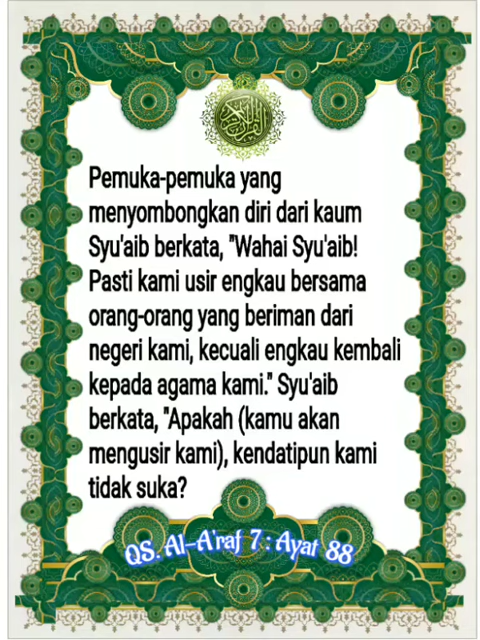 القرآن الكريم
Pemuka-pemuka yang
menyombongkan diri dari kaum
Syu'aib berkata, "Wahai Syu'aib!
Pasti kami usir engkau bersama
orang-orang yang beriman dari
negeri kami, kecuali engkau kembali
kepada agama kami." Syu'aib
berkata, "Apakah (kamu akan
mengusir kami), kendatipun kami
tidak suka?
QS. Al-A'raf 7 : Ayat 88